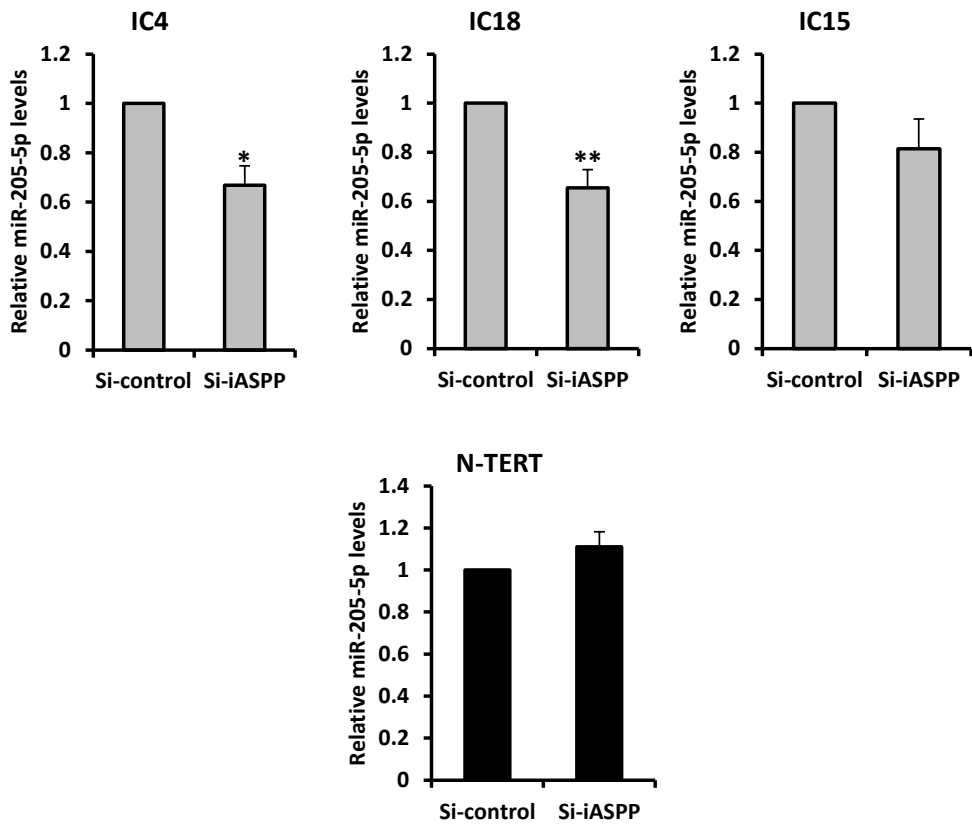 IC4
Relative miR-205-5p levels
1.2
1
0.8
0.6
0.4
0.2
0
*
Si-control Si-iASPP
IC18
Relative miR-205-5p levels
1.2
1
0.8
0.6
0.4
0.2
0
**
Si-control Si-iASPP
IC15
Relative miR-205-5p levels
1.2
1
0.8
0.6
0.4
0.2
0
Si-control Si-iASPP
N-TERT
Relative miR-205-5p levels
1.4
1.2
1
0.8
0.6
0.4
0.2
0
Si-control Si-iASPP